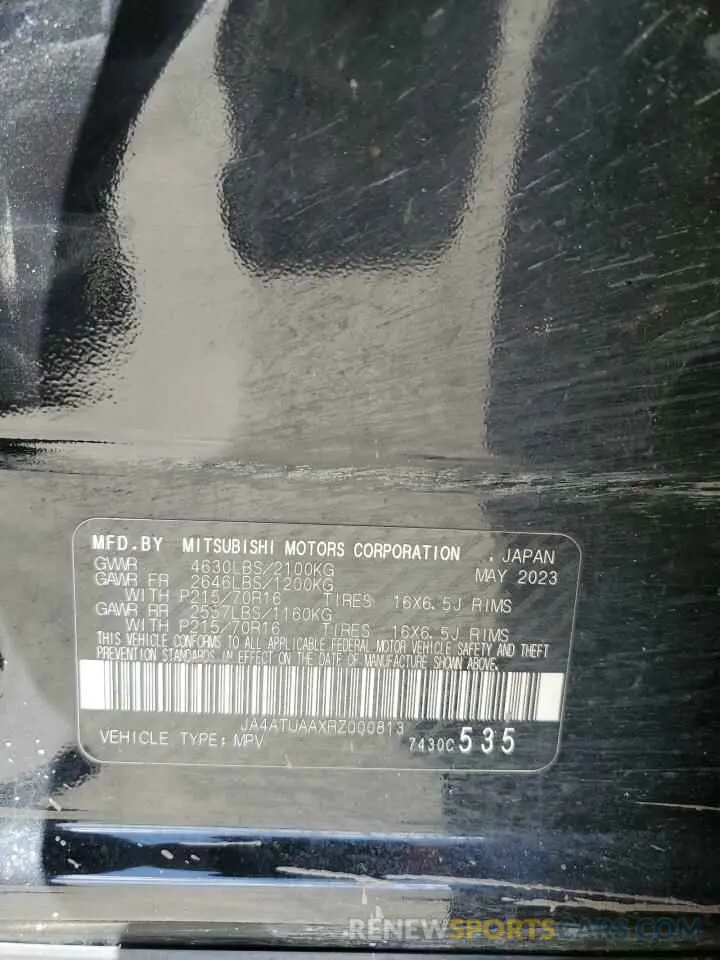 MFD.BY MITSUBISHI MOTORS CORPORATION , JAPAN
GVWR 4630LBS/2100KG MAY 2023
GAWR FR 2646LBS/1200KG
WITH P215/70R16 TIRES 16X6.5J RIMS
GAWR RR 2557LBS/1160KG
WITH P215/70R16 TIRES 16X6.5J RIMS
THIS VEHICLE CONFORMS TO ALL APPLICABLE FEDERAL MOTOR VEHICLE SAFETY AND THEFT
PREVENTION STANDARDS IN EFFECT ON THE DATE OF MANUFACTURE SHOWN ABOVE.
JA4ATUAAXRZ000813
VEHICLE TYPE: MPV 7430C 535
RENEWSPORTSCARS.COM